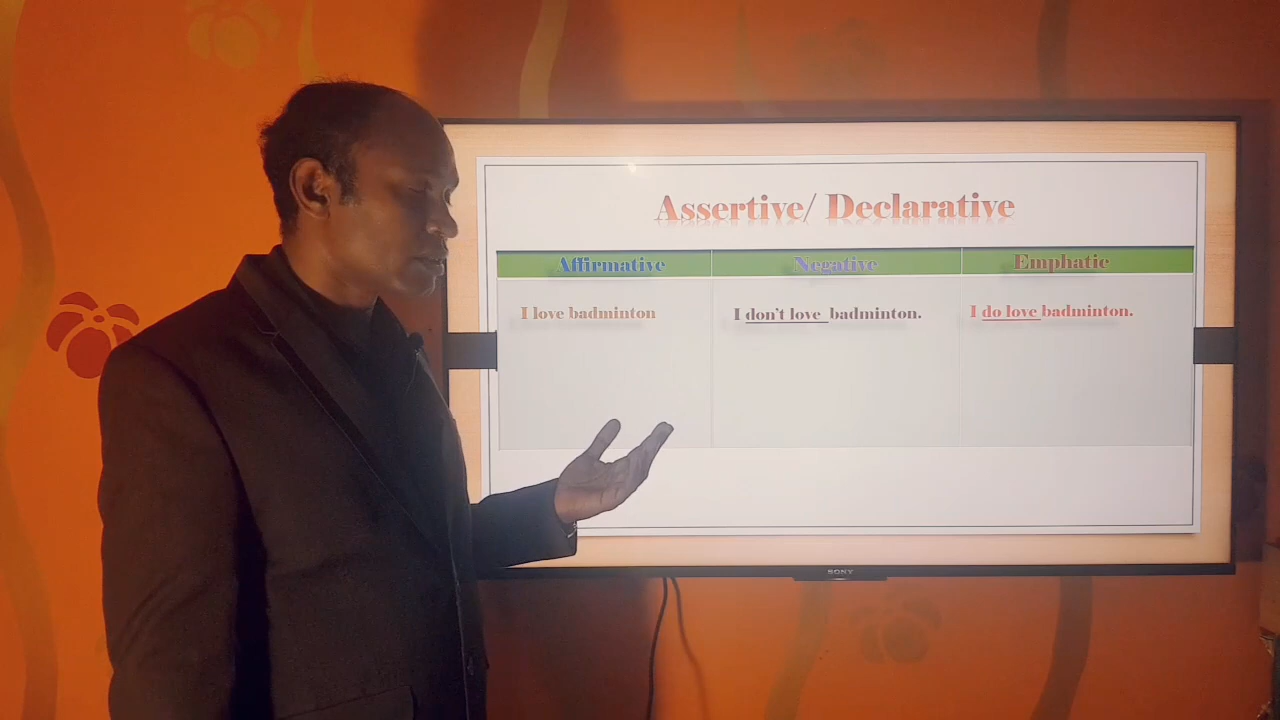 Assertive/ Declarative
Affirmative Negative Emphatic
I love badminton I don't love badminton. I do love badminton.
SONY